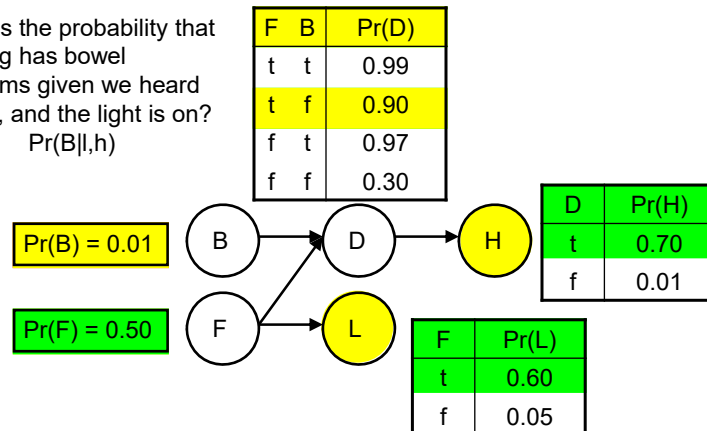 s the probability that
g has bowel
ms given we heard
, and the light is on?
Pr(B|l,h)
F B Pr(D)
t t 0.99
t f 0.90
f t 0.97
f f 0.30
Pr(B) = 0.01
B
D
H
D Pr(H)
t 0.70
f 0.01
Pr(F) = 0.50
F
L
F Pr(L)
t 0.60
f 0.05